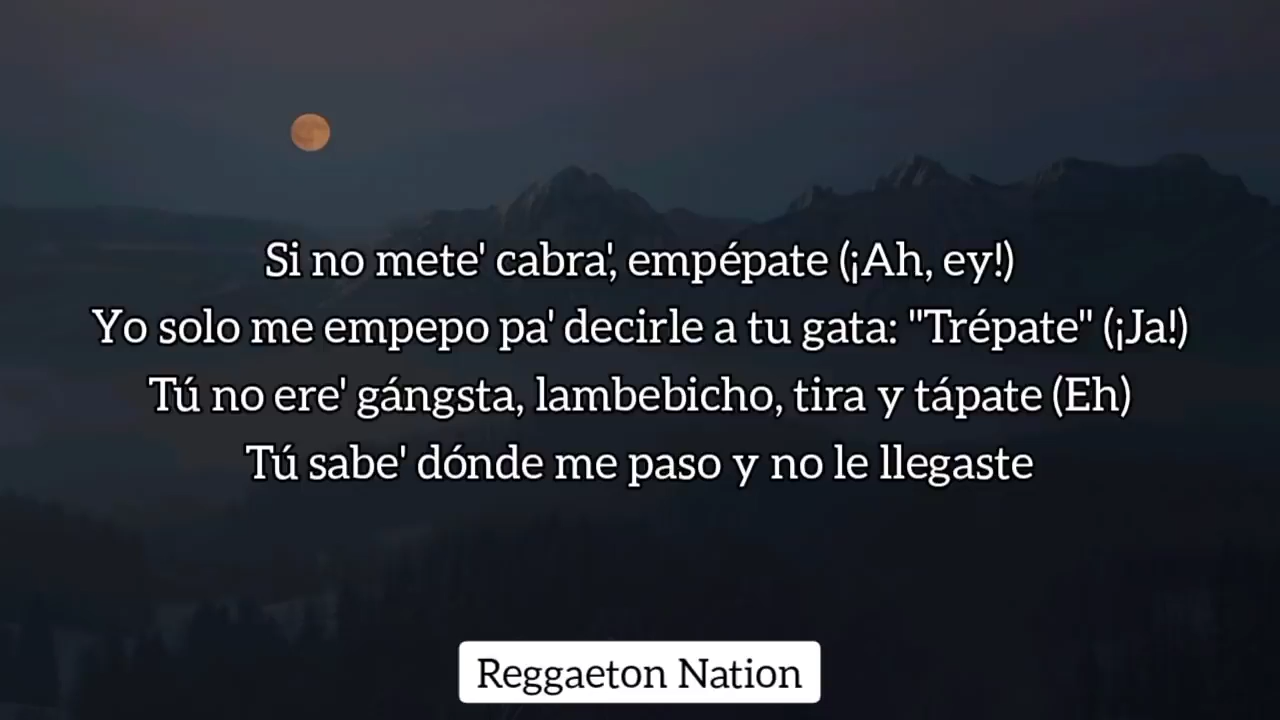 Si no mete' cabra', empépate (¡Ah, ey!)
Yo solo me empepo pa' decirle a tu gata: "Trépate" (¡Ja!)
Tú no ere' gángsta, lambebicho, tira y tápate (Eh)
Tú sabe' dónde me paso y no le llegaste
Reggaeton Nation